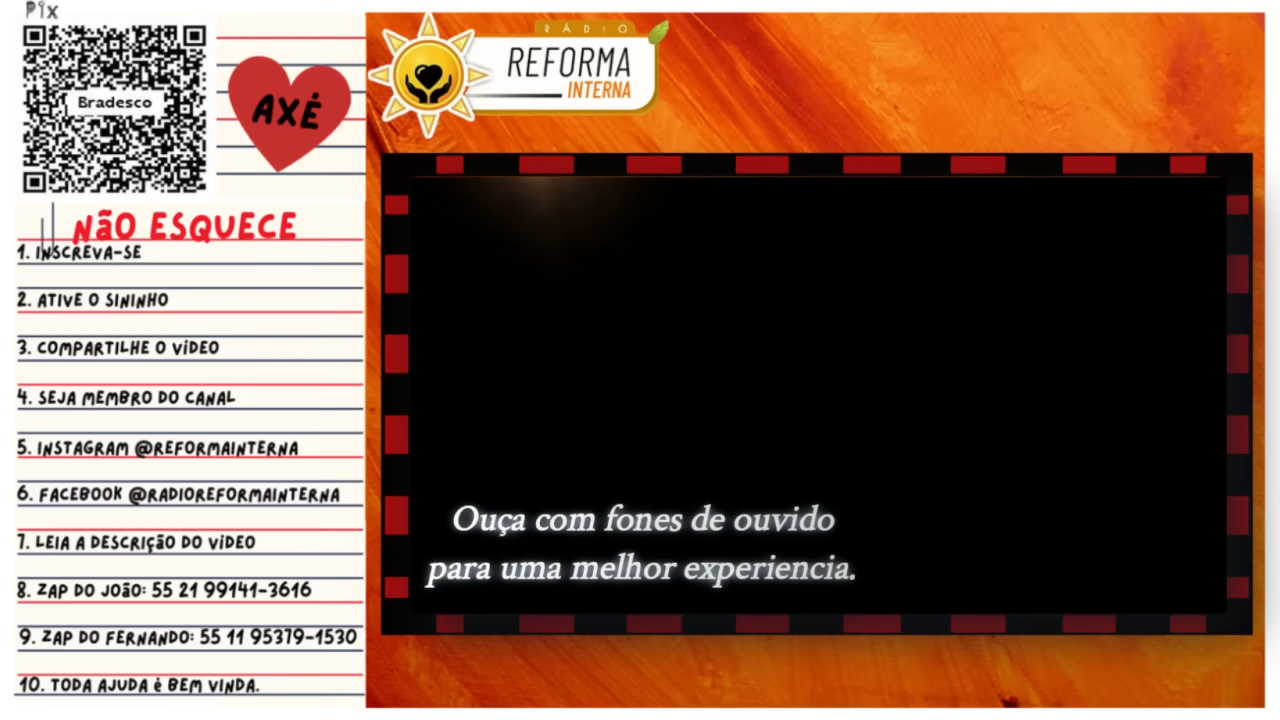 Pix
Bradesco
AXÉ
NÃO ESQUECE
1. INSCREVA-SE
2. ATIVE O SININHO
3. COMPARTILHE O VÍDEO
4. SEJA MEMBRO DO CANAL
5. INSTAGRAM @REFORMAINTERNA
6. FACEBOOK @RADIOREFORMAINTERNA
7. LEIA A DESCRIÇÃO DO VÍDEO
8. ZAP DO JOÃO: 55 21 99141-3616
9. ZAP DO FERNANDO: 55 11 95379-1530
10. TODA AJUDA É BEM VINDA.
RÁDIO
REFORMA
INTERNA
Ouça com fones de ouvido
para uma melhor experiencia.